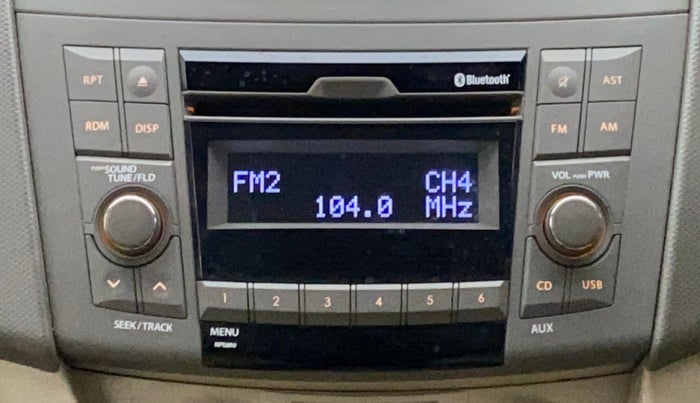 RPT
Bluetooth
AST
RDM DISP
FM AM
PUSH SOUND
TUNE/FLD
VOL PUSH PWR
FM2 CH4
104.0 MHz
CD USB
1 2 3 4 5 6
SEEK/TRACK
MENU
AUX